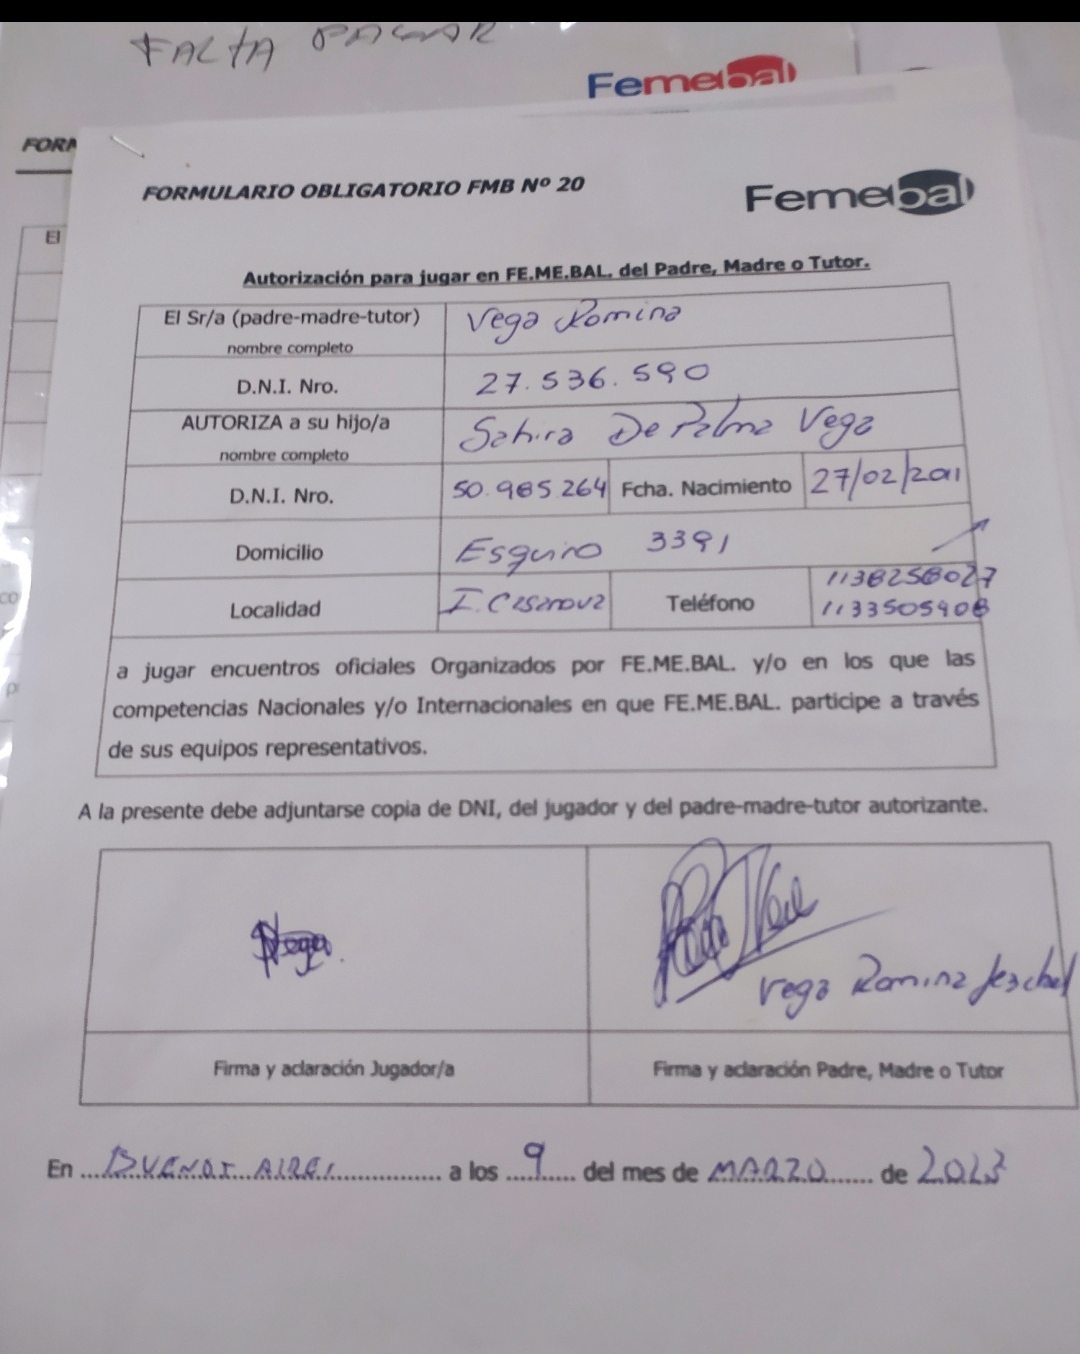 FALTA PAGAR
Femebal
FORM
FORMULARIO OBLIGATORIO FMB Nº 20
Femebal
El
Autorización para jugar en FE.ME.BAL. del Padre, Madre o Tutor.
El Sr/a (padre-madre-tutor) Vega Romina
nombre completo
D.N.I. Nro. 27.536.590
AUTORIZA a su hijo/a Sahira De Palma Vega
nombre completo
D.N.I. Nro. 50.985.264 Fcha. Nacimiento 27/02/2011
Domicilio Esquiro 3391
Localidad I. Casanova Teléfono 1138258027
1133505908
a jugar encuentros oficiales Organizados por FE.ME.BAL. y/o en los que las
competencias Nacionales y/o Internacionales en que FE.ME.BAL. participe a través
de sus equipos representativos.
A la presente debe adjuntarse copia de DNI, del jugador y del padre-madre-tutor autorizante.
Vega Romina
Firma y aclaración Jugador/a Firma y aclaración Padre, Madre o Tutor
En BUENOS AIRES a los 9 del mes de MARZO de 2023